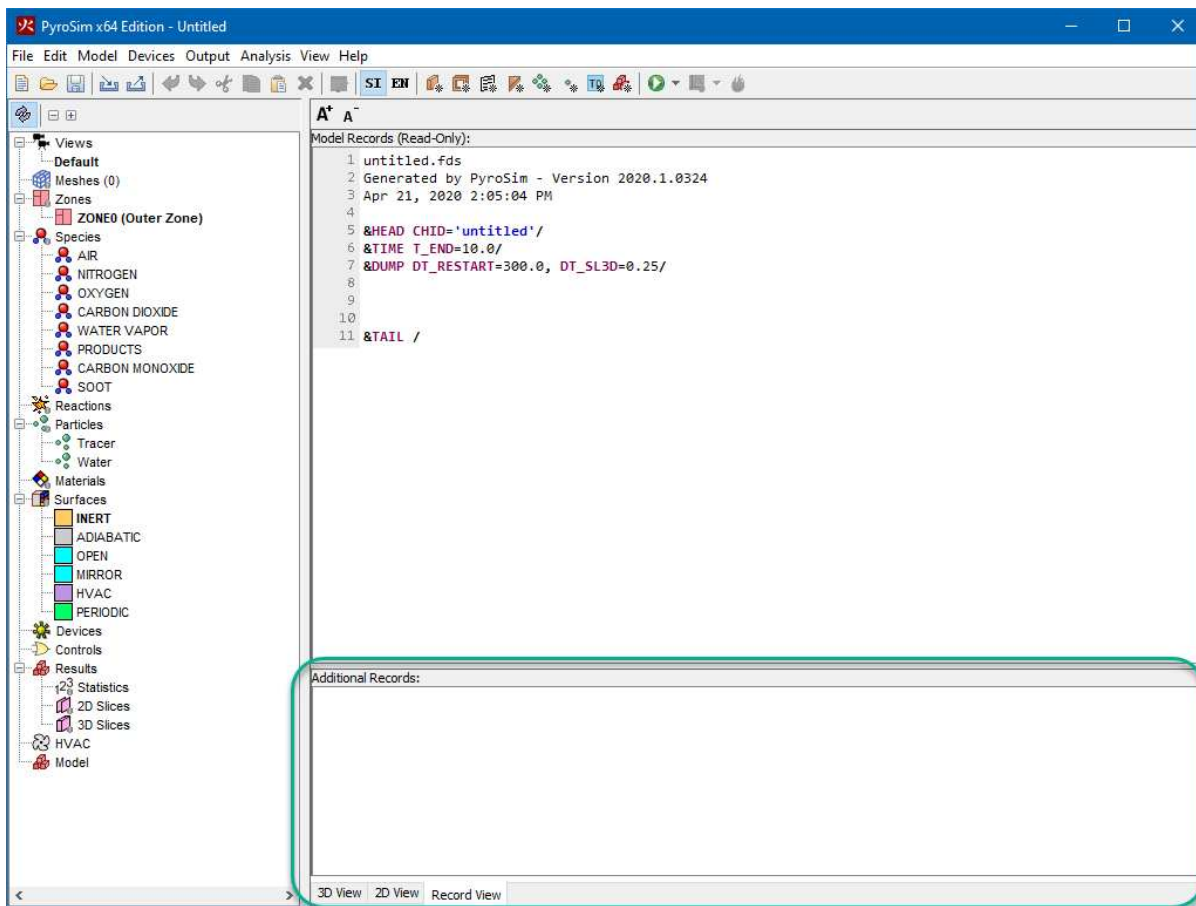 PyroSim x64 Edition - Untitled
File Edit Model Devices Output Analysis View Help
SI EN
A+ A-
Views
Default
Meshes (0)
Zones
ZONE0 (Outer Zone)
Species
AIR
NITROGEN
OXYGEN
CARBON DIOXIDE
WATER VAPOR
PRODUCTS
CARBON MONOXIDE
SOOT
Reactions
Particles
Tracer
Water
Materials
Surfaces
INERT
ADIABATIC
OPEN
MIRROR
HVAC
PERIODIC
Devices
Controls
Results
Statistics
2D Slices
3D Slices
HVAC
Model
Model Records (Read-Only):
1 untitled.fds
2 Generated by PyroSim - Version 2020.1.0324
3 Apr 21, 2020 2:05:04 PM
4
5 &HEAD CHID='untitled'/
6 &TIME T_END=10.0/
7 &DUMP DT_RESTART=300.0, DT_SL3D=0.25/
8
9
10
11 &TAIL /
Additional Records:
3D View 2D View Record View